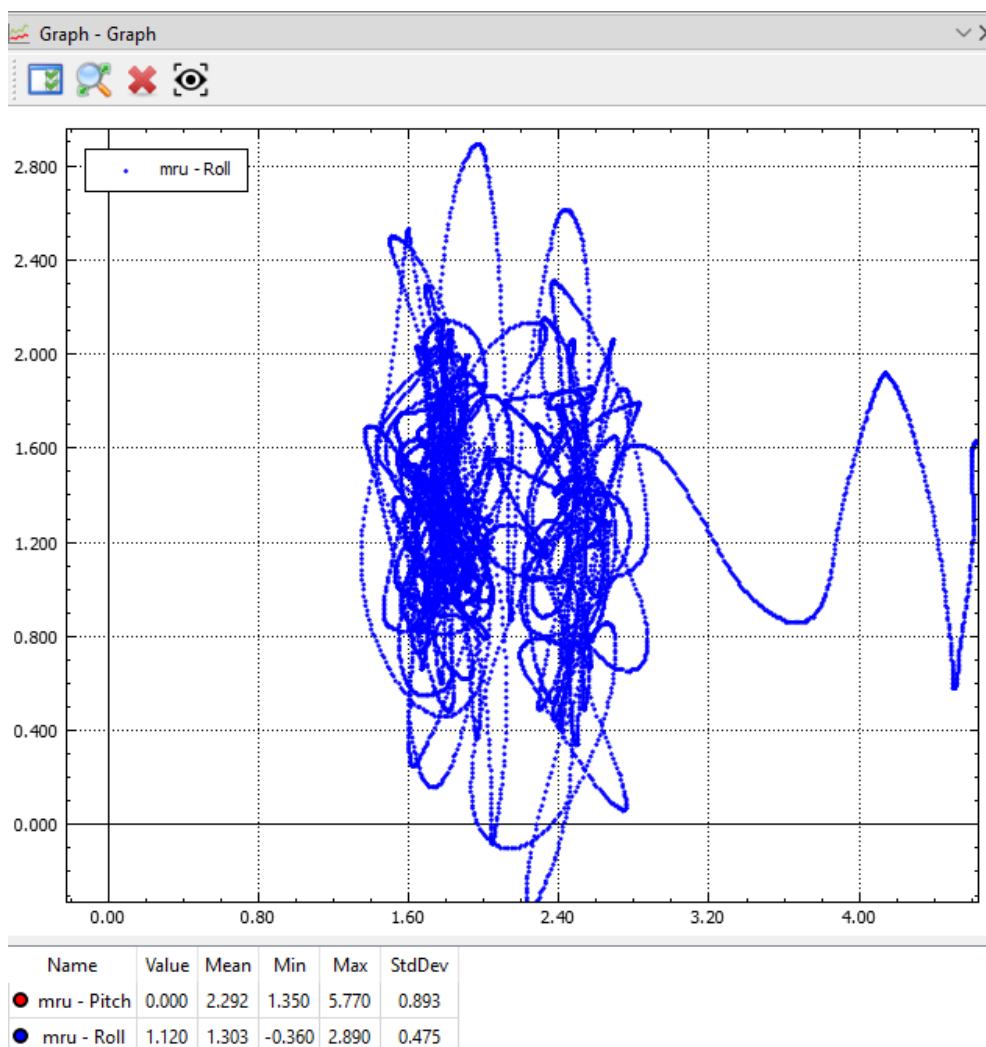 Graph - Graph
mru - Roll
2.800
2.400
2.000
1.600
1.200
0.800
0.400
0.000
0.00 0.80 1.60 2.40 3.20 4.00
Name Value Mean Min Max StdDev
mru - Pitch 0.000 2.292 1.350 5.770 0.893
mru - Roll 1.120 1.303 -0.360 2.890 0.475